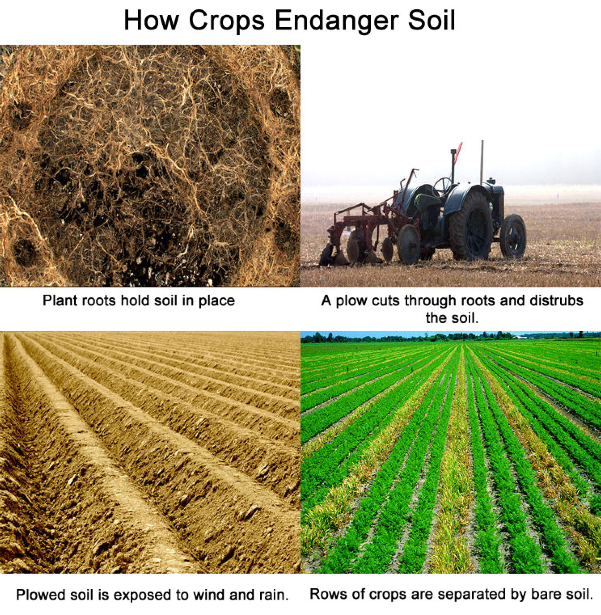 How Crops Endanger Soil
Plant roots hold soil in place
A plow cuts through roots and distrubs
the soil.
Plowed soil is exposed to wind and rain.
Rows of crops are separated by bare soil.